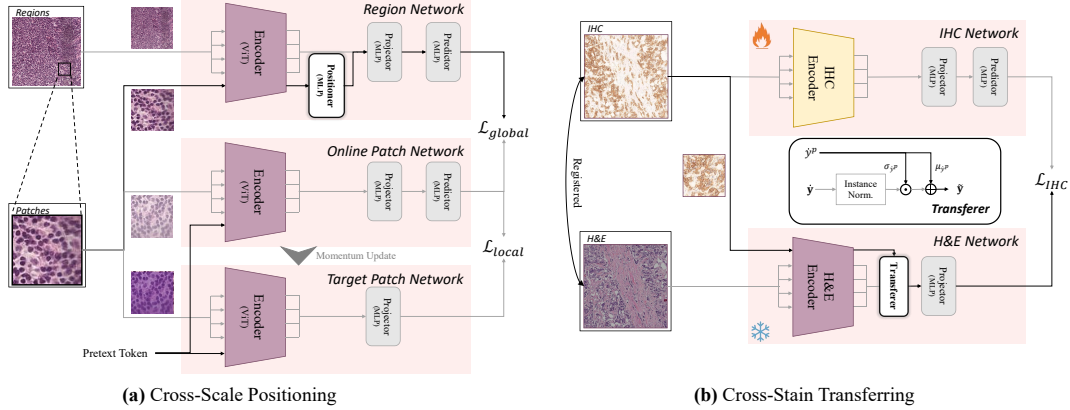 Regions
Region Network
Encoder
(ViT)
Positioner
(MLP)
Projector
(MLP)
Predictor
(MLP)
ℒ_global
Online Patch Network
Encoder
(ViT)
Projector
(MLP)
Predictor
(MLP)
Patches
ℒ_local
Momentum Update
Target Patch Network
Encoder
(ViT)
Projector
(MLP)
Pretext Token
(a) Cross-Scale Positioning
IHC
IHC Network
IHC
Encoder
Projector
(MLP)
Predictor
(MLP)
Registered
ẏ^p
σ_ẏ^p
μ_ẏ^p
ẏ
Instance
Norm.
ỹ
Transferer
ℒ_IHC
H&E
H&E Network
H&E
Encoder
Transferer
Projector
(MLP)
(b) Cross-Stain Transferring